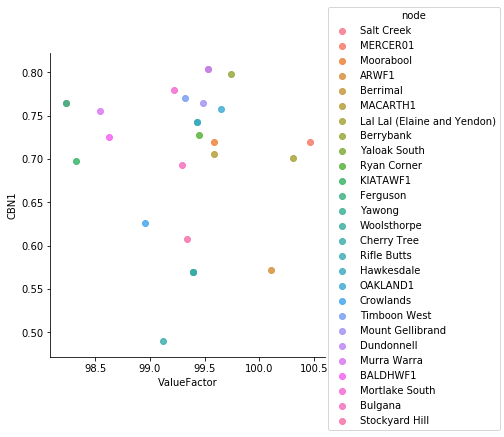 node
Salt Creek
MERCER01
Moorabool
ARWF1
Berrimal
MACARTH1
Lal Lal (Elaine and Yendon)
Berrybank
Yaloak South
Ryan Corner
KIATAWF1
Ferguson
Yawong
Woolsthorpe
Cherry Tree
Rifle Butts
Hawkesdale
OAKLAND1
Crowlands
Timboon West
Mount Gellibrand
Dundonnell
Murra Warra
BALDHWF1
Mortlake South
Bulgana
Stockyard Hill
CBN1
0.80
0.75
0.70
0.65
0.60
0.55
0.50
98.5 99.0 99.5 100.0 100.5
ValueFactor